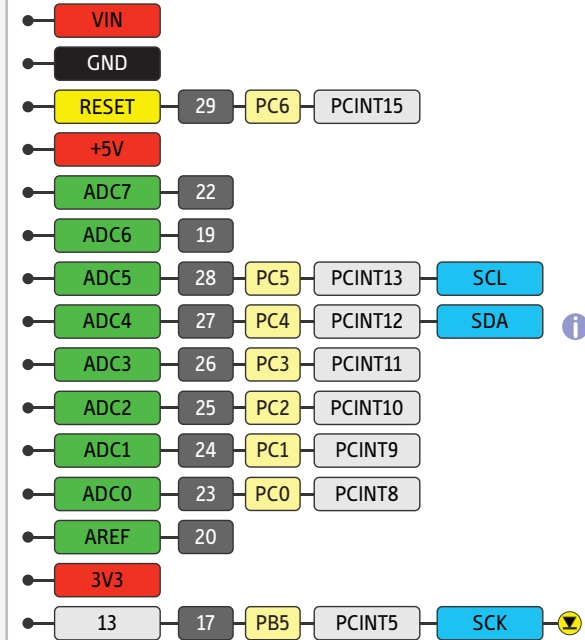 VIN
GND
RESET 29 PC6 PCINT15
+5V
ADC7 22
ADC6 19
ADC5 28 PC5 PCINT13 SCL
ADC4 27 PC4 PCINT12 SDA i
ADC3 26 PC3 PCINT11
ADC2 25 PC2 PCINT10
ADC1 24 PC1 PCINT9
ADC0 23 PC0 PCINT8
AREF 20
3V3
13 17 PB5 PCINT5 SCK